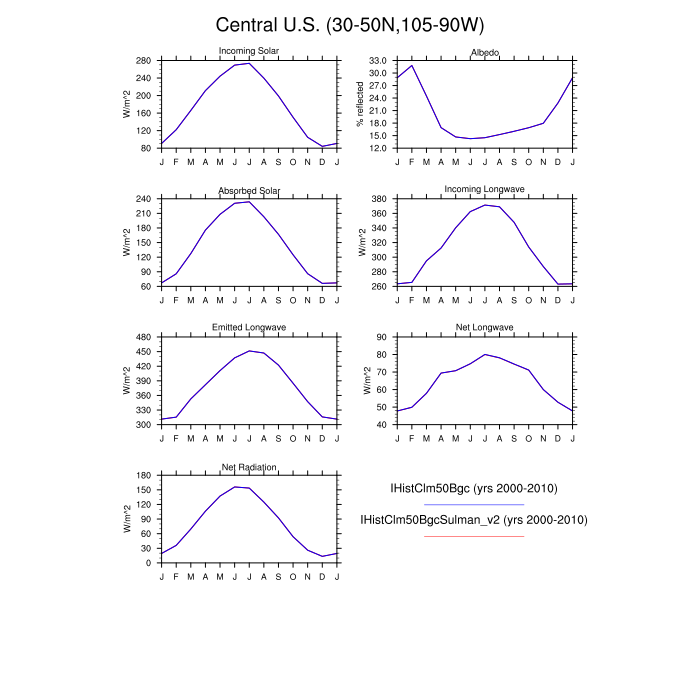 Central U.S. (30-50N,105-90W)
Incoming Solar
W/m^2
280
240
200
160
120
80
J F M A M J J A S O N D J
Albedo
% reflected
33.0
30.0
27.0
24.0
21.0
18.0
15.0
12.0
J F M A M J J A S O N D J
Absorbed Solar
W/m^2
240
210
180
150
120
90
60
J F M A M J J A S O N D J
Incoming Longwave
W/m^2
380
360
340
320
300
280
260
J F M A M J J A S O N D J
Emitted Longwave
W/m^2
480
450
420
390
360
330
300
J F M A M J J A S O N D J
Net Longwave
W/m^2
90
80
70
60
50
40
J F M A M J J A S O N D J
Net Radiation
W/m^2
180
150
120
90
60
30
0
J F M A M J J A S O N D J
IHistClm50Bgc (yrs 2000-2010)
IHistClm50BgcSulman_v2 (yrs 2000-2010)